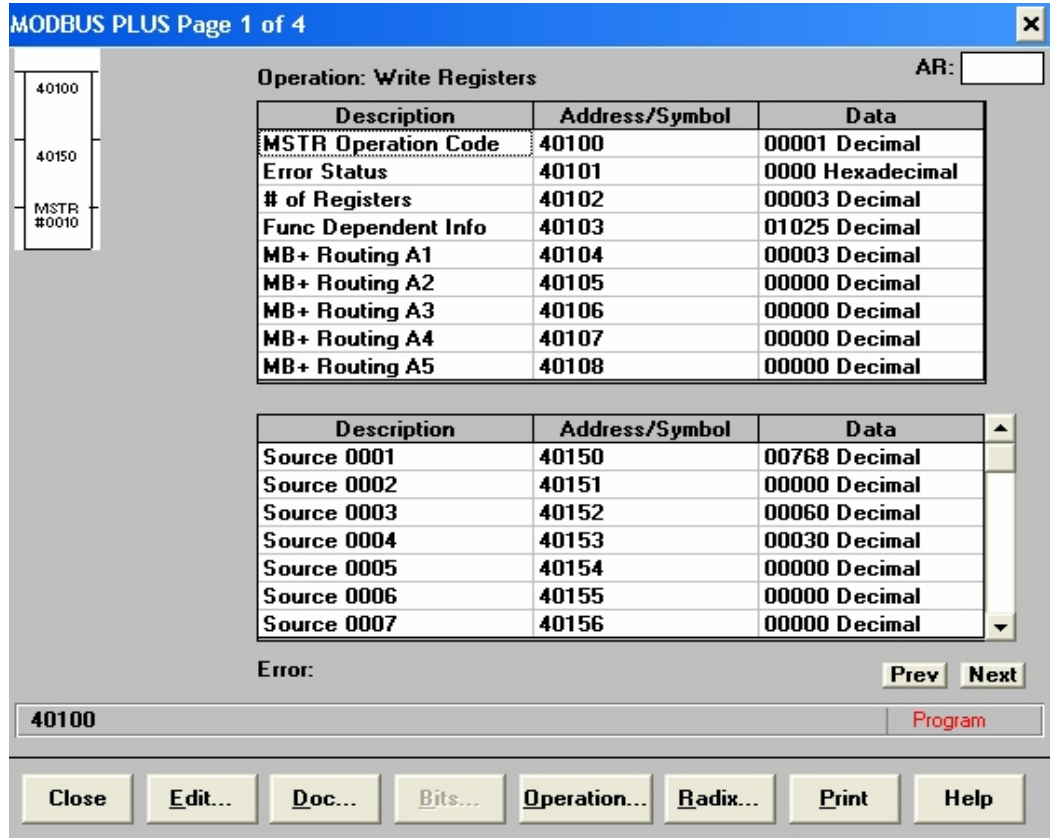 MODBUS PLUS Page 1 of 4
40100
40150
MSTR
#0010
Operation: Write Registers
AR:
Description Address/Symbol Data
MSTR Operation Code 40100 00001 Decimal
Error Status 40101 0000 Hexadecimal
# of Registers 40102 00003 Decimal
Func Dependent Info 40103 01025 Decimal
MB+ Routing A1 40104 00003 Decimal
MB+ Routing A2 40105 00000 Decimal
MB+ Routing A3 40106 00000 Decimal
MB+ Routing A4 40107 00000 Decimal
MB+ Routing A5 40108 00000 Decimal
Description Address/Symbol Data
Source 0001 40150 00768 Decimal
Source 0002 40151 00000 Decimal
Source 0003 40152 00060 Decimal
Source 0004 40153 00030 Decimal
Source 0005 40154 00000 Decimal
Source 0006 40155 00000 Decimal
Source 0007 40156 00000 Decimal
Error:
Prev Next
40100 Program
Close Edit... Doc... Bits... Operation... Radix... Print Help